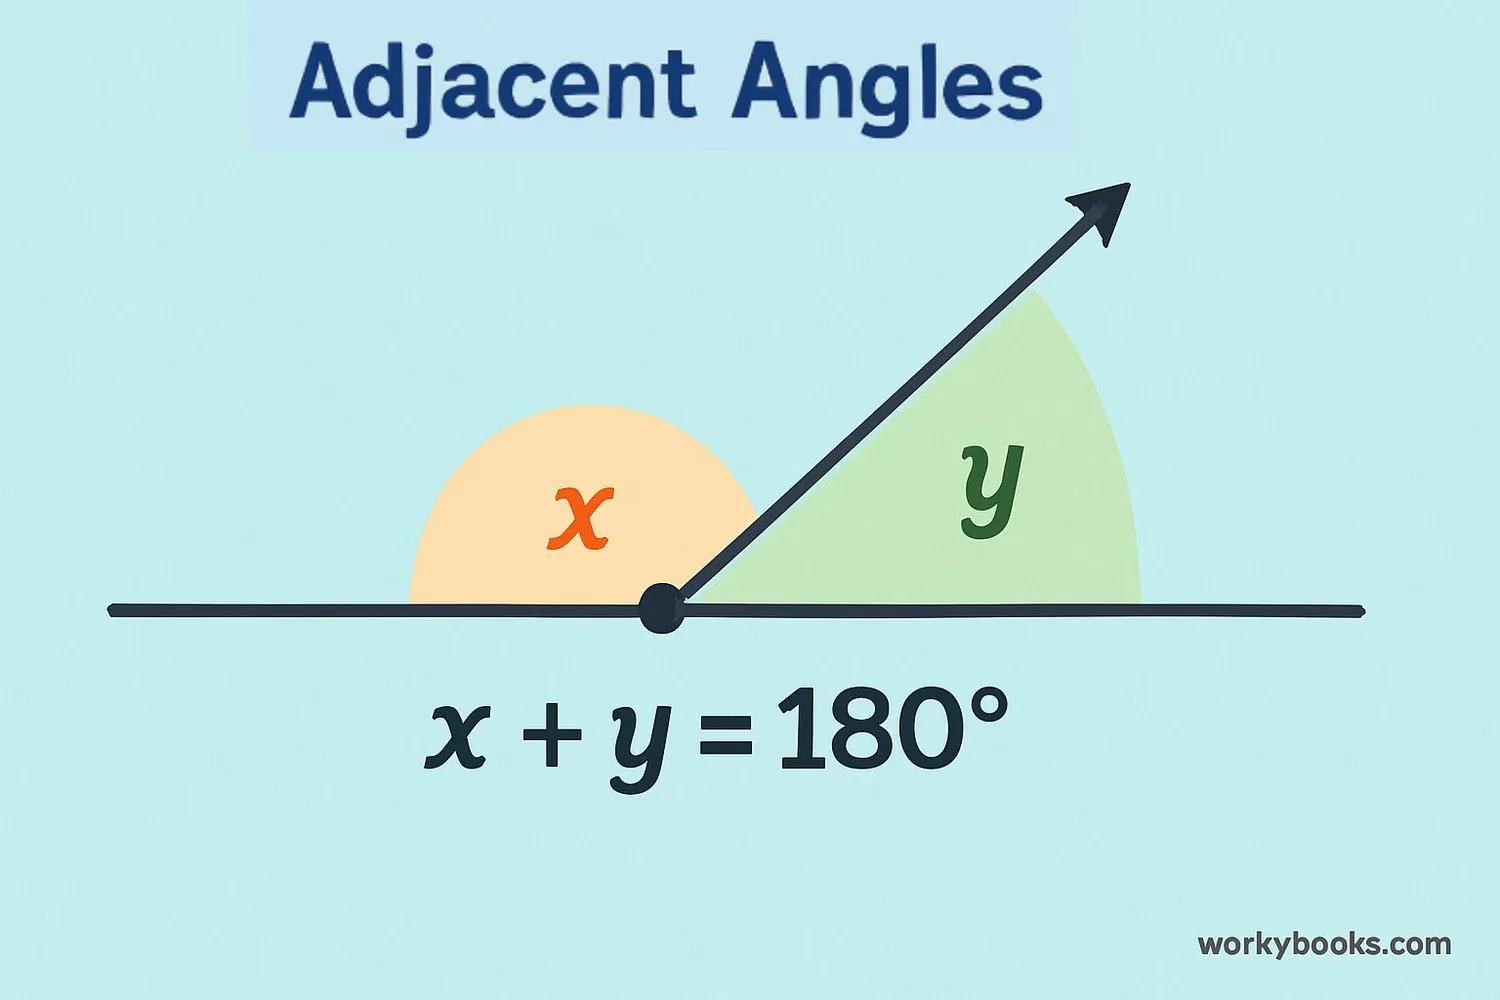 Adjacent Angles
x
y
x + y = 180°
workybooks.com